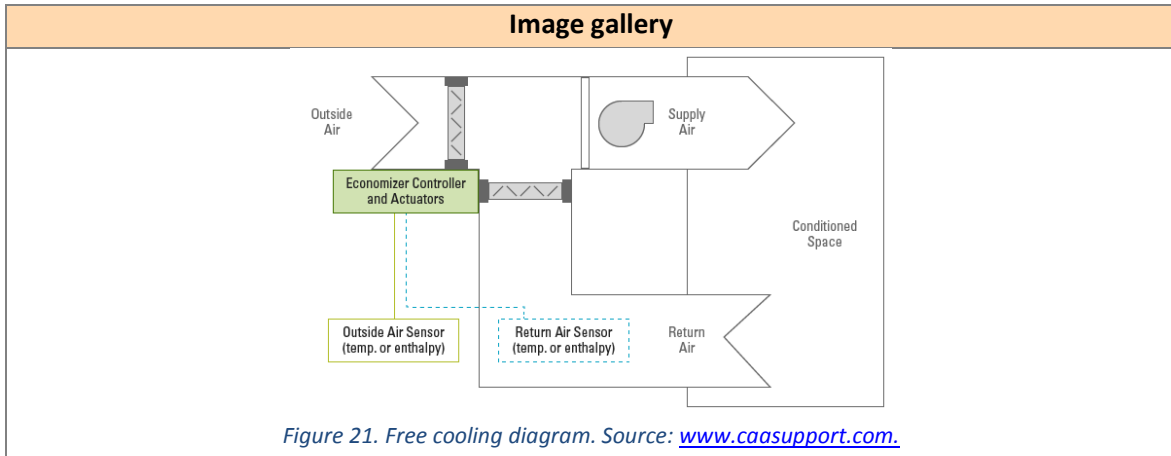 Image gallery
Outside
Air
Supply
Air
Economizer Controller
and Actuators
Conditioned
Space
Outside Air Sensor
(temp. or enthalpy)
Return Air Sensor
(temp. or enthalpy)
Return
Air
Figure 21. Free cooling diagram. Source: www.caasupport.com.